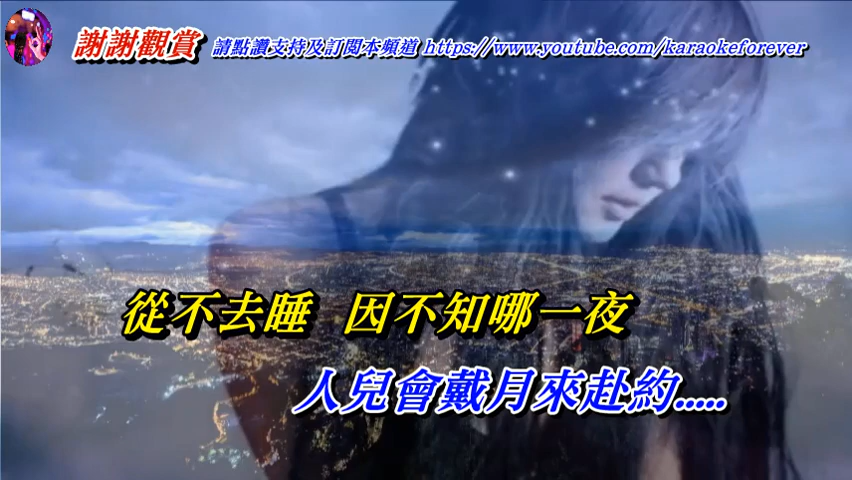 謝謝觀賞 請點讚支持及訂閱本頻道 https://www.youtube.com/karaokeforever
從不去睡 因不知哪一夜
人兒會戴月來赴約.....